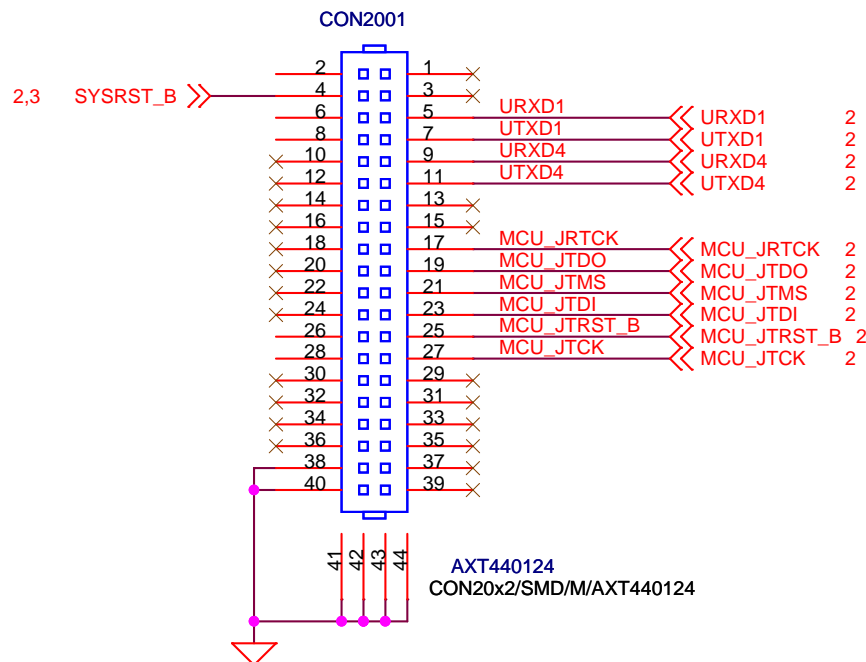 CON2001
2 1
2,3 SYSRST_B 4 3
6 5 URXD1 URXD1 2
8 7 UTXD1 UTXD1 2
10 9 URXD4 URXD4 2
12 11 UTXD4 UTXD4 2
14 13
16 15
18 17 MCU_JRTCK MCU_JRTCK 2
20 19 MCU_JTDO MCU_JTDO 2
22 21 MCU_JTMS MCU_JTMS 2
24 23 MCU_JTDI MCU_JTDI 2
26 25 MCU_JTRST_B MCU_JTRST_B 2
28 27 MCU_JTCK MCU_JTCK 2
30 29
32 31
34 33
36 35
38 37
40 39
41 42 43 44
AXT440124
CON20x2/SMD/M/AXT440124